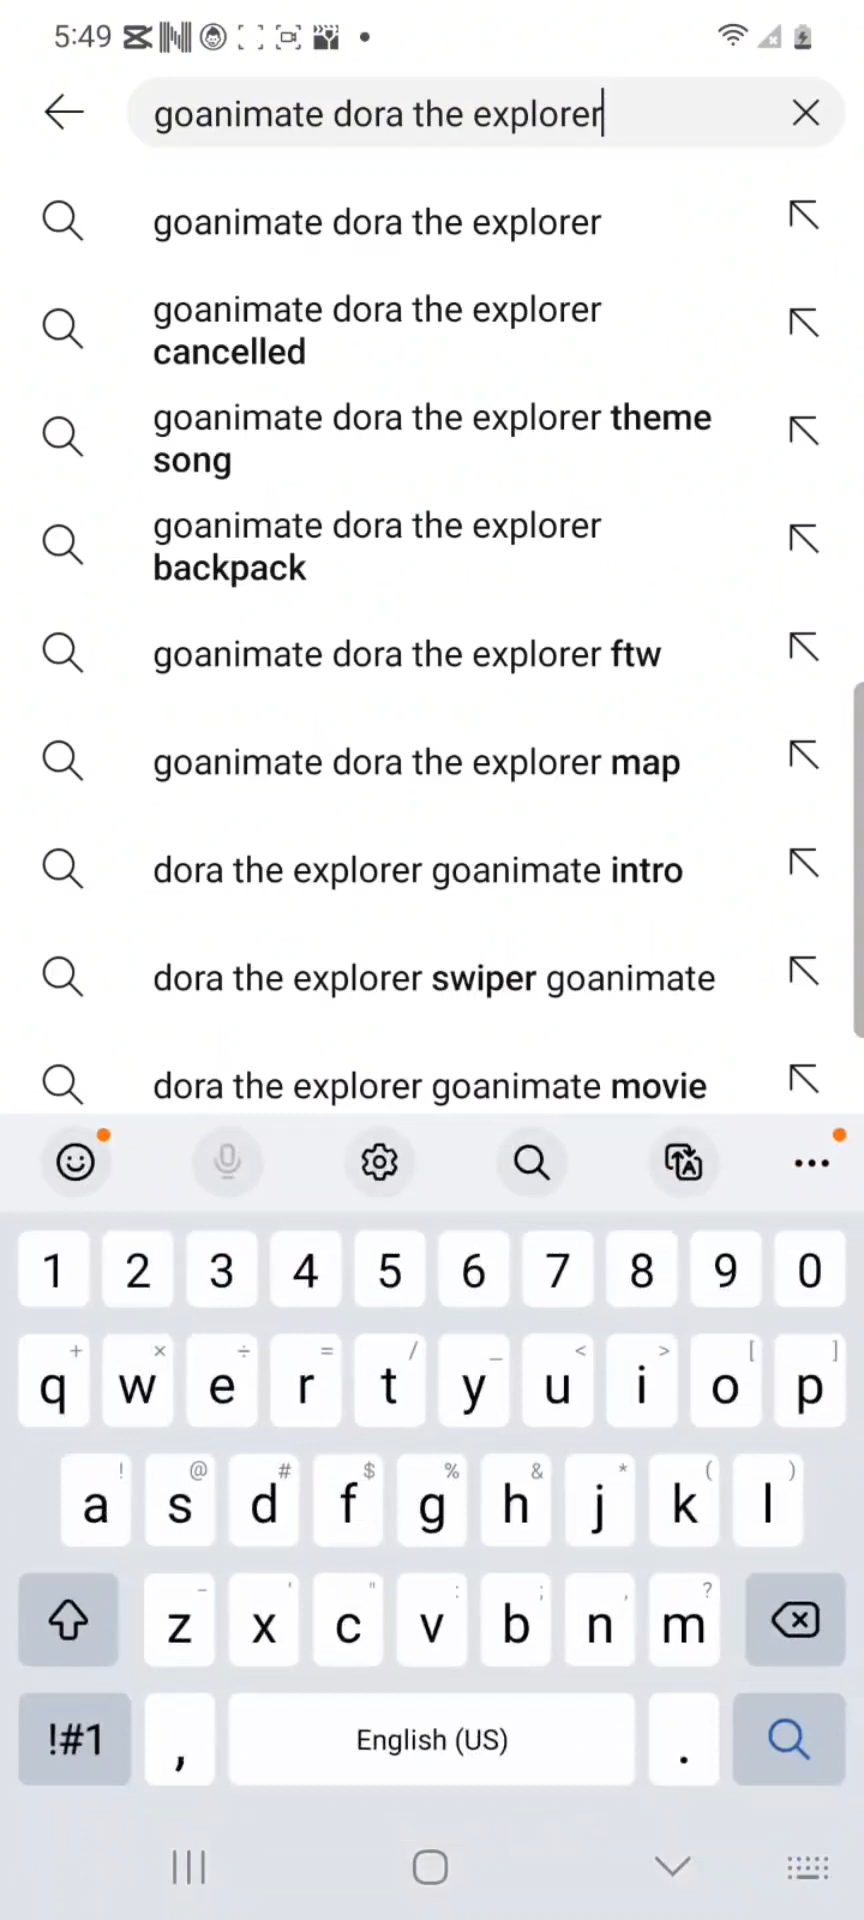 5:49
goanimate dora the explorer
goanimate dora the explorer
goanimate dora the explorer
cancelled
goanimate dora the explorer theme
song
goanimate dora the explorer
backpack
goanimate dora the explorer ftw
goanimate dora the explorer map
dora the explorer goanimate intro
dora the explorer swiper goanimate
dora the explorer goanimate movie
1 2 3 4 5 6 7 8 9 0
+ × ÷ = / _ < > [ ]
q w e r t y u i o p
! @ # $ % & * ( )
a s d f g h j k l
- ' " : ; , ?
z x c v b n m
!#1 , English (US) .